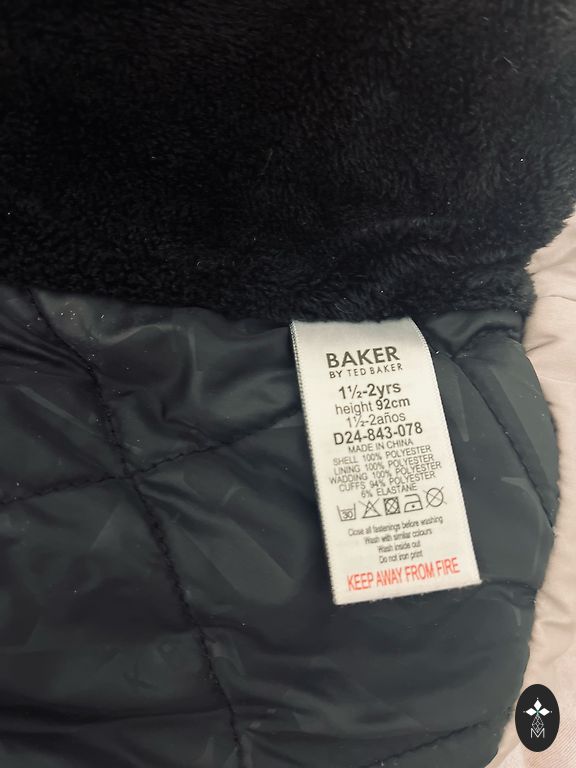 BAKER
BY TED BAKER
1½-2yrs
height 92cm
1½-2años
D24-843-078
MADE IN CHINA
SHELL 100% POLYESTER
LINING 100% POLYESTER
WADDING 100% POLYESTER
CUFFS 94% POLYESTER
6% ELASTANE
30
Close all fastenings before washing
Wash with similar colours
Wash inside out
Do not iron print
KEEP AWAY FROM FIRE
M